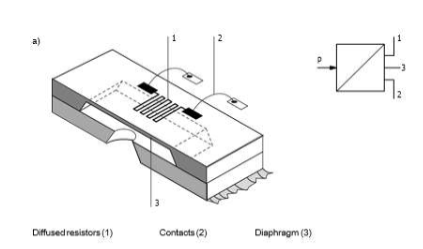 a)
1
2
3
p
1
3
2
Diffused resistors (1) Contacts (2) Diaphragm (3)